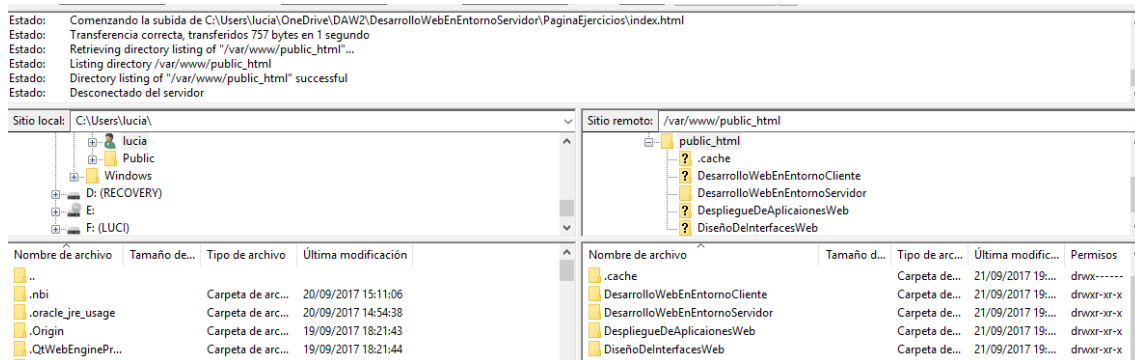 Estado: Comenzando la subida de C:\Users\lucia\OneDrive\DAW2\DesarrolloWebEnEntornoServidor\PaginaEjercicios\index.html
Estado: Transferencia correcta, transferidos 757 bytes en 1 segundo
Estado: Retrieving directory listing of "/var/www/public_html"...
Estado: Listing directory /var/www/public_html
Estado: Directory listing of "/var/www/public_html" successful
Estado: Desconectado del servidor
Sitio local: C:\Users\lucia\
lucia
Public
Windows
D: (RECOVERY)
E:
F: (LUCI)
Sitio remoto: /var/www/public_html
public_html
.cache
DesarrolloWebEnEntornoCliente
DesarrolloWebEnEntornoServidor
DespliegueDeAplicaionesWeb
DiseñoDeInterfacesWeb
Nombre de archivo Tamaño de... Tipo de archivo Última modificación
..
.nbi Carpeta de arc... 20/09/2017 15:11:06
.oracle_jre_usage Carpeta de arc... 20/09/2017 14:54:38
.Origin Carpeta de arc... 19/09/2017 18:21:43
.QtWebEnginePr... Carpeta de arc... 19/09/2017 18:21:44
Nombre de archivo Tamaño d... Tipo de arc... Última modific... Permisos
.cache Carpeta de... 21/09/2017 19:... drwx------
DesarrolloWebEnEntornoCliente Carpeta de... 21/09/2017 19:... drwxr-xr-x
DesarrolloWebEnEntornoServidor Carpeta de... 21/09/2017 19:... drwxr-xr-x
DespliegueDeAplicaionesWeb Carpeta de... 21/09/2017 19:... drwxr-xr-x
DiseñoDeInterfacesWeb Carpeta de... 21/09/2017 19:... drwxr-xr-x